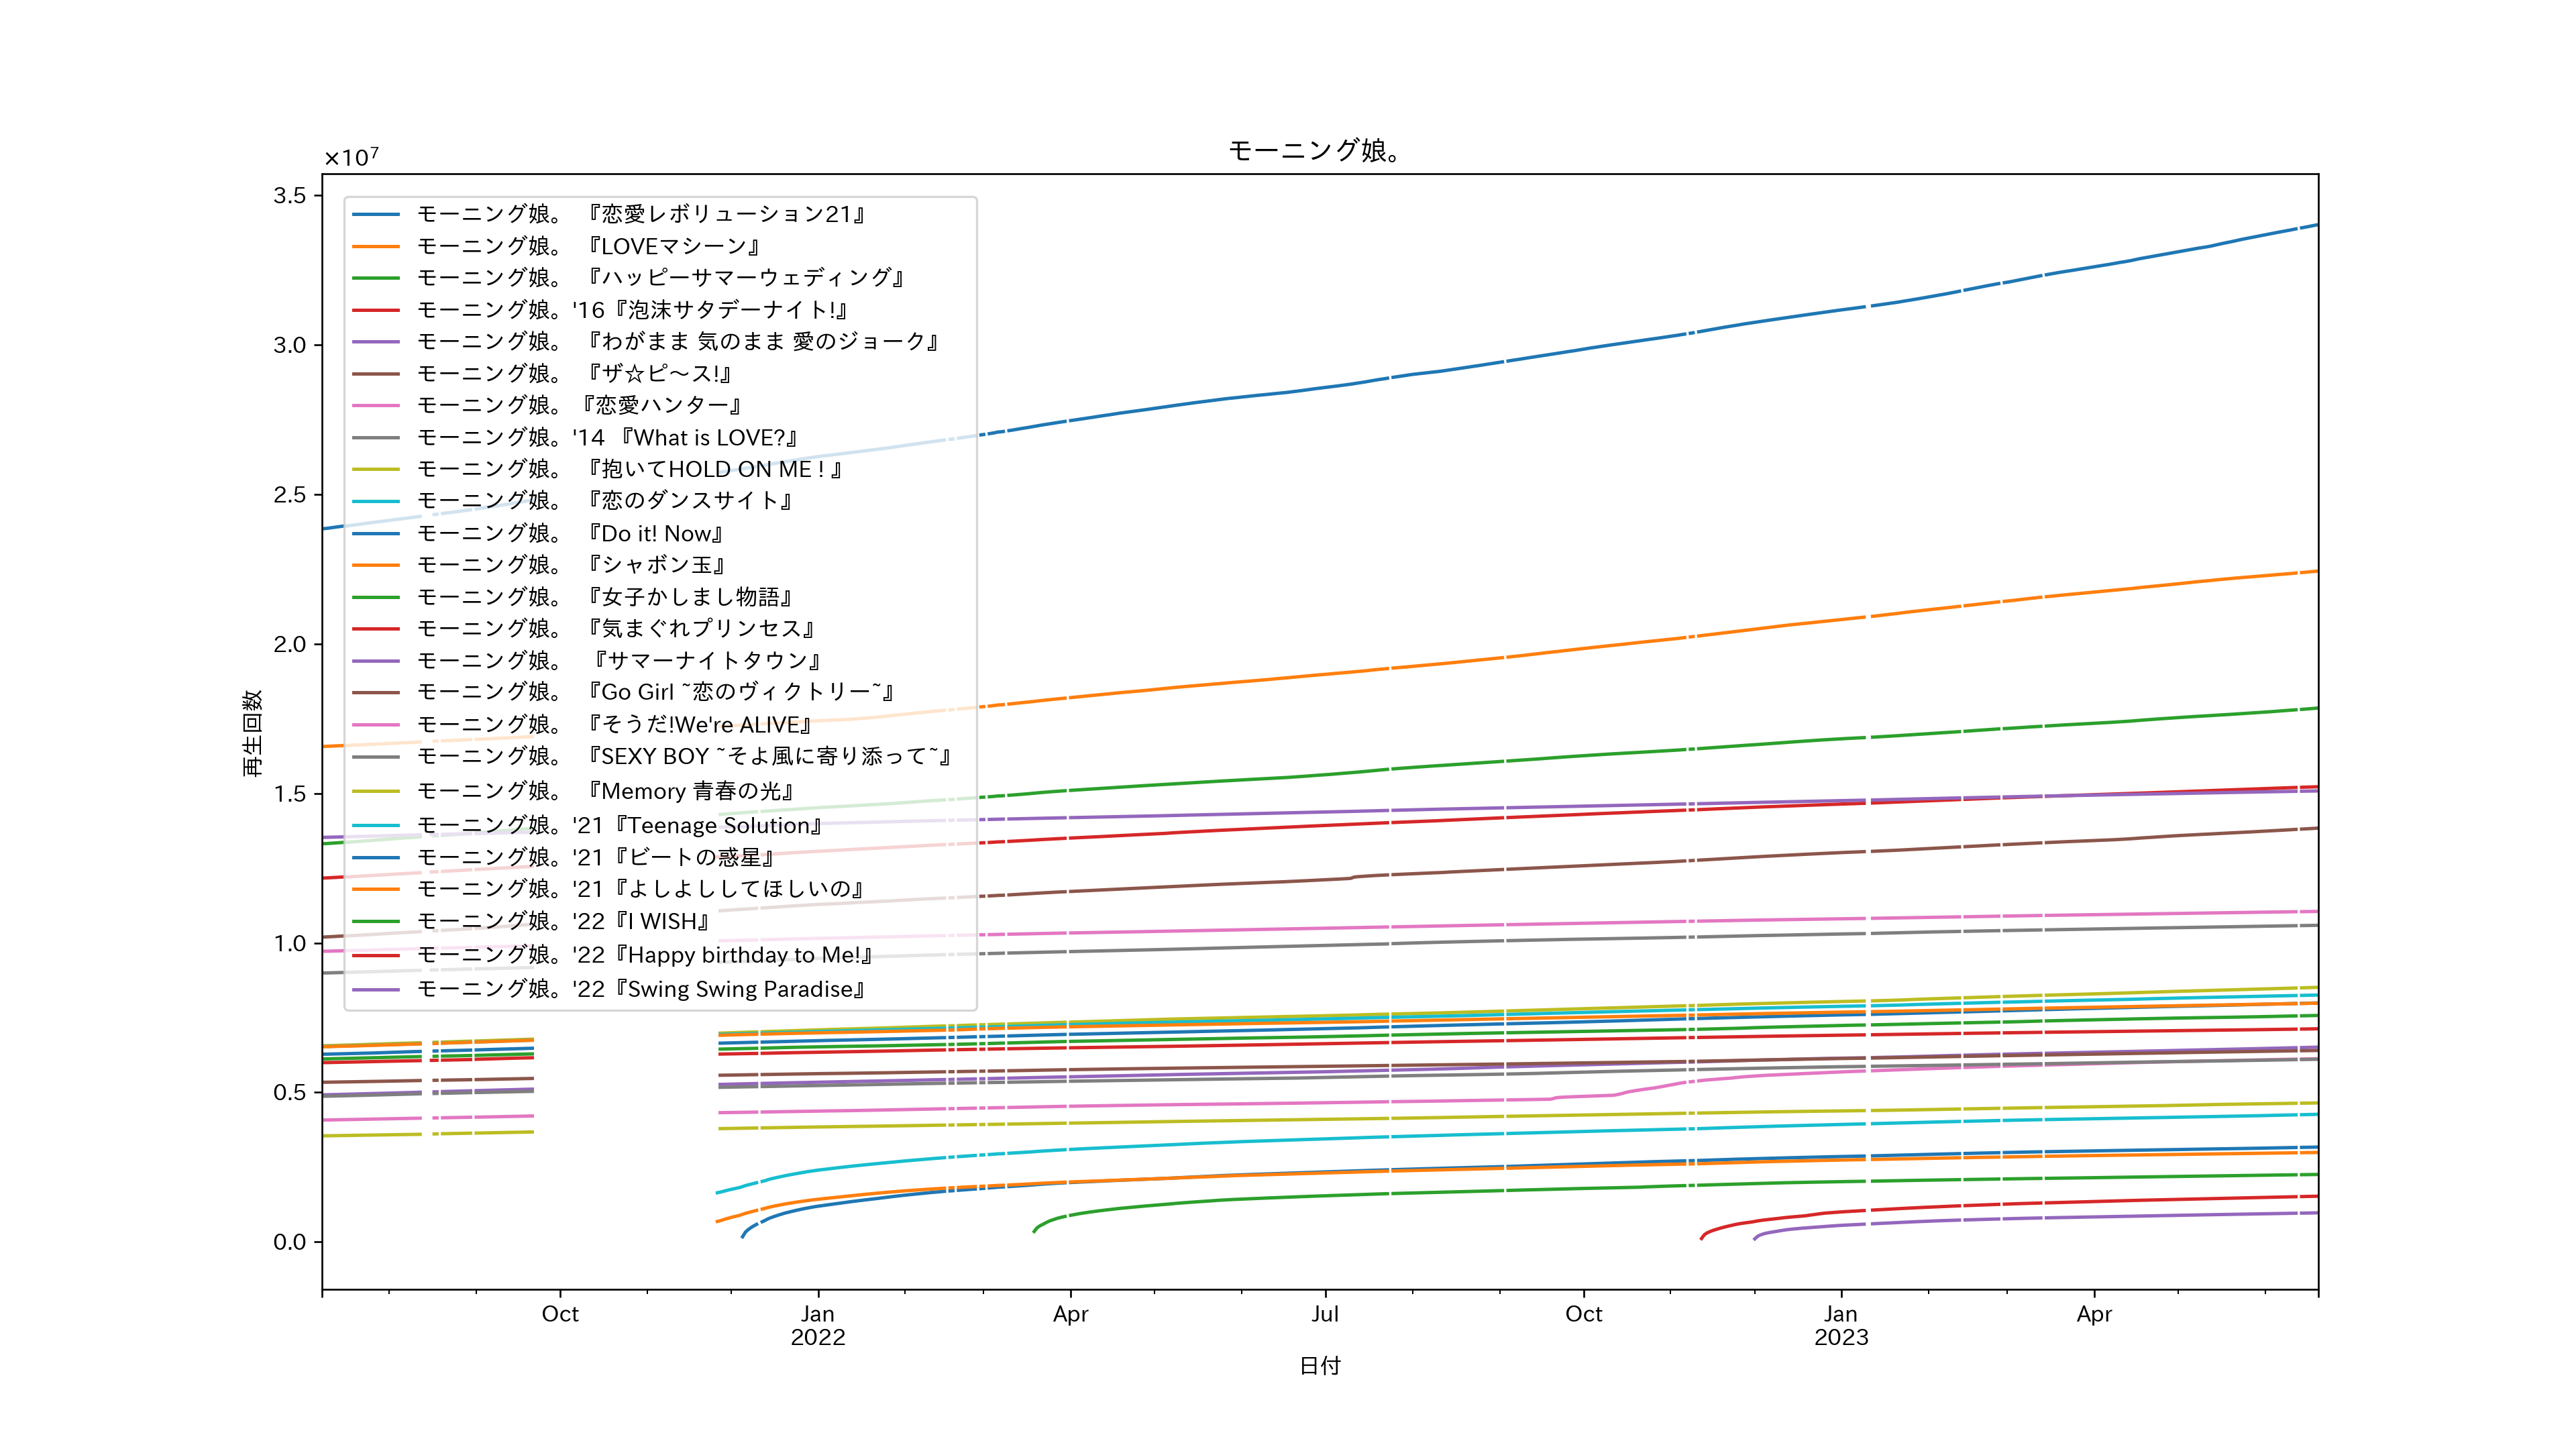 モーニング娘。
×10⁷
3.5
3.0
2.5
2.0
1.5
1.0
0.5
0.0
再生回数
モーニング娘。 『恋愛レボリューション21』
モーニング娘。 『LOVEマシーン』
モーニング娘。 『ハッピーサマーウェディング』
モーニング娘。'16『泡沫サタデーナイト!』
モーニング娘。 『わがまま 気のまま 愛のジョーク』
モーニング娘。 『ザ☆ピ～ス!』
モーニング娘。『恋愛ハンター』
モーニング娘。'14 『What is LOVE?』
モーニング娘。 『抱いてHOLD ON ME ! 』
モーニング娘。 『恋のダンスサイト』
モーニング娘。 『Do it! Now』
モーニング娘。 『シャボン玉』
モーニング娘。 『女子かしまし物語』
モーニング娘。 『気まぐれプリンセス』
モーニング娘。 『サマーナイトタウン』
モーニング娘。 『Go Girl ~恋のヴィクトリー~』
モーニング娘。 『そうだ!We're ALIVE』
モーニング娘。 『SEXY BOY ~そよ風に寄り添って~』
モーニング娘。 『Memory 青春の光』
モーニング娘。'21『Teenage Solution』
モーニング娘。'21『ビートの惑星』
モーニング娘。'21『よしよししてほしいの』
モーニング娘。'22『I WISH』
モーニング娘。'22『Happy birthday to Me!』
モーニング娘。'22『Swing Swing Paradise』
Oct Jan Apr Jul Oct Jan Apr
2022 2023
日付